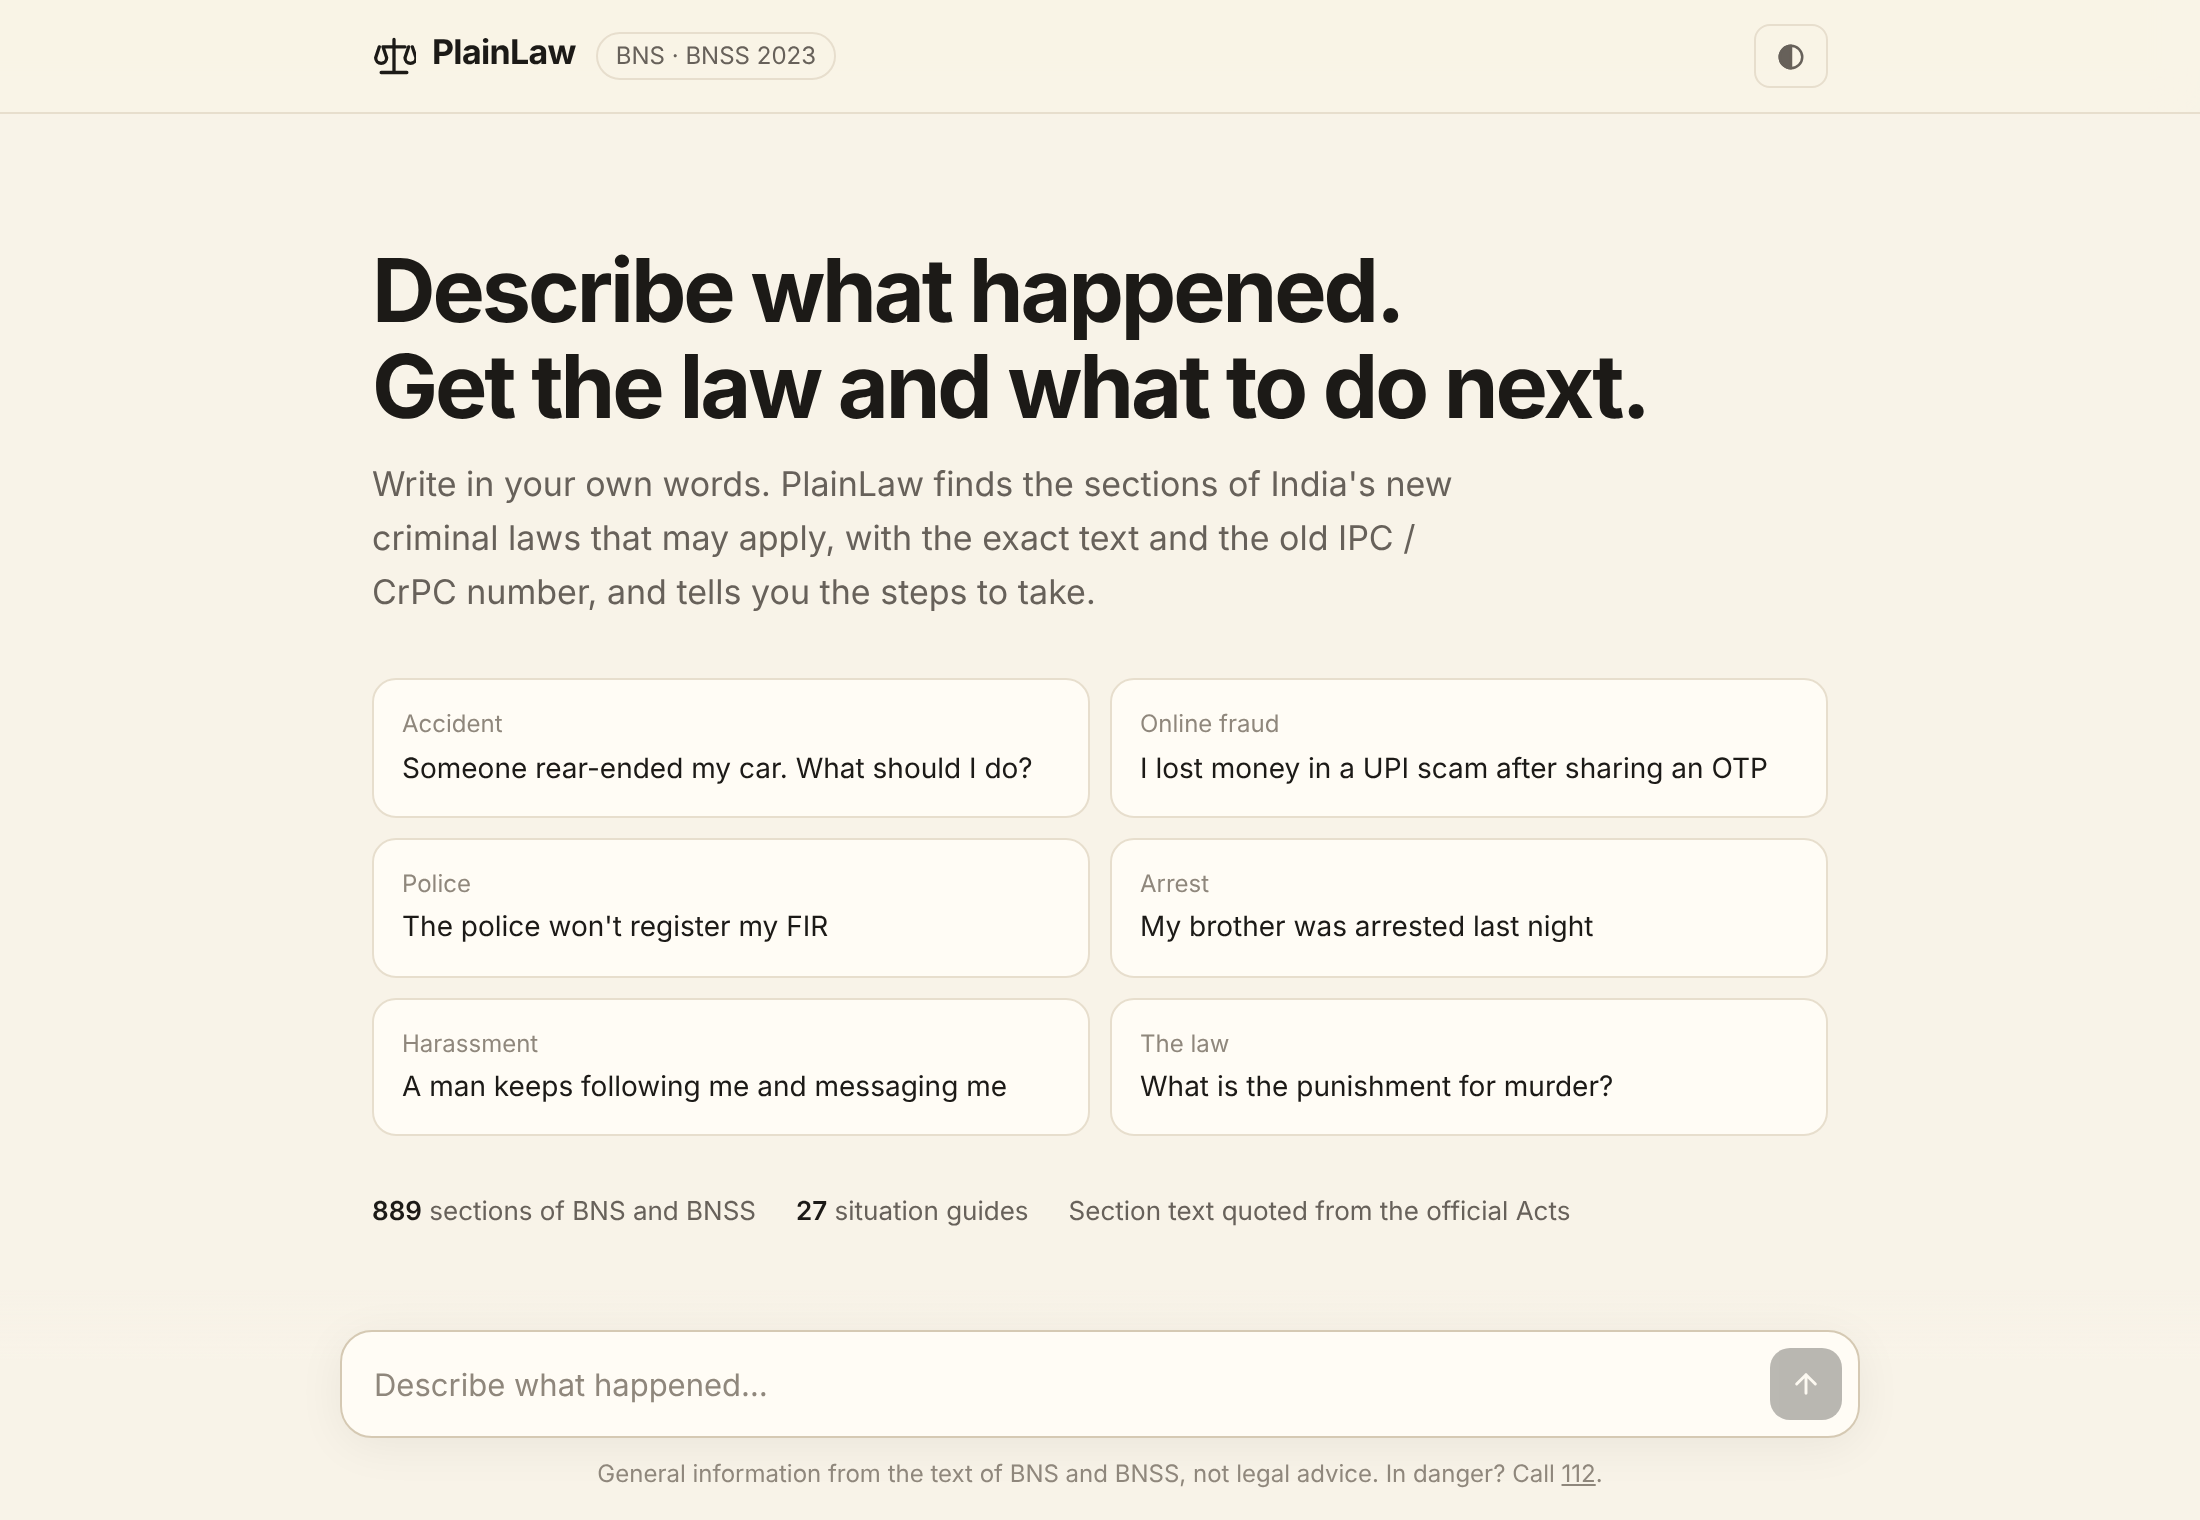 PlainLaw
BNS · BNSS 2023
Describe what happened.
Get the law and what to do next.
Write in your own words. PlainLaw finds the sections of India's new
criminal laws that may apply, with the exact text and the old IPC /
CrPC number, and tells you the steps to take.
Accident
Someone rear-ended my car. What should I do?
Online fraud
I lost money in a UPI scam after sharing an OTP
Police
The police won't register my FIR
Arrest
My brother was arrested last night
Harassment
A man keeps following me and messaging me
The law
What is the punishment for murder?
889 sections of BNS and BNSS
27 situation guides
Section text quoted from the official Acts
Describe what happened...
General information from the text of BNS and BNSS, not legal advice. In danger? Call 112.